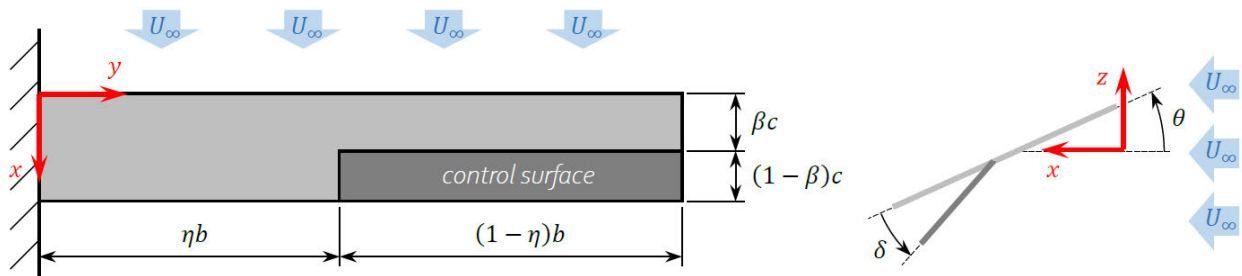 U∞ U∞ U∞ U∞
y
x
control surface
βc
(1 − β)c
ηb
(1 − η)b
z
x
θ
δ
U∞
U∞
U∞